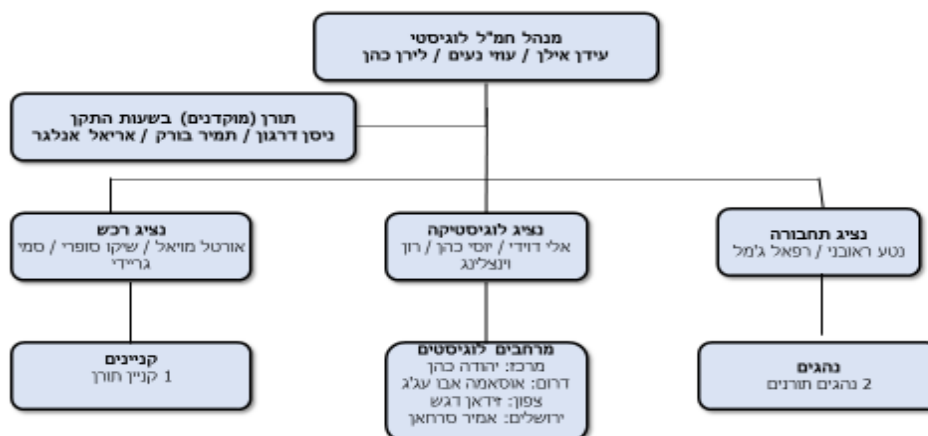 מנהל חמ"ל לוגיסטי
עידן אילן / עוזי נעים / לירן כהן
תורן (מוקדנים) בשעות התקן
ניסן דרגון / תמיר בורק / אריאל אנלגר
נציג רכש
אורטל מויאל / שיקו סופרי / סמי
גריידי
נציג לוגיסטיקה
אלי דוידי / יוסי כהן / רון
וינצלינג
נציג תחבורה
נטע ראובני / רפאל ג'מל
קניינים
1 קניין תורן
מרחבים לוגיסטים
מרכז: יהודה כהן
דרום: אוסאמה אבו עג'ג
צפון: זידאן דגש
ירושלים: אמיר סרחאן
נהגים
2 נהגים תורנים